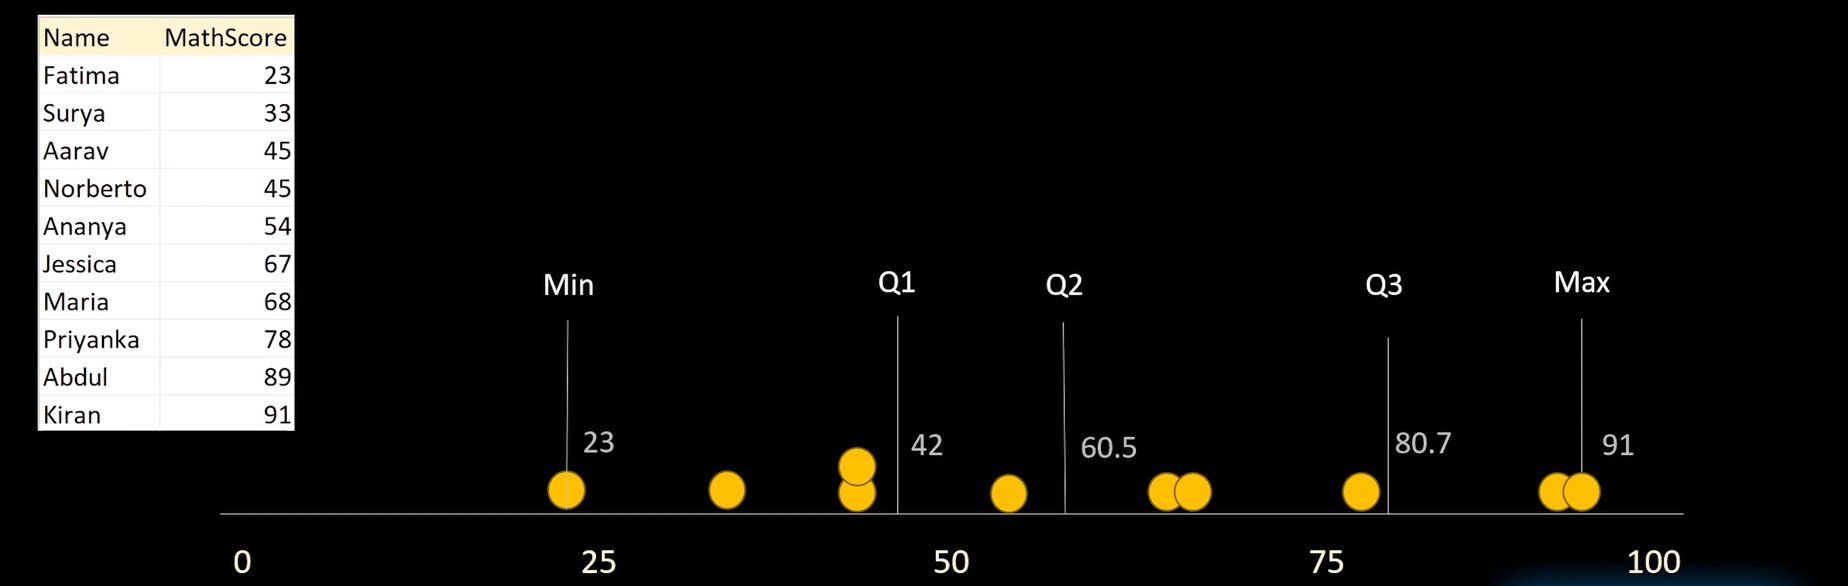 Name MathScore
Fatima 23
Surya 33
Aarav 45
Norberto 45
Ananya 54
Jessica 67
Maria 68
Priyanka 78
Abdul 89
Kiran 91
Min Q1 Q2 Q3 Max
23 42 60.5 80.7 91
0 25 50 75 100